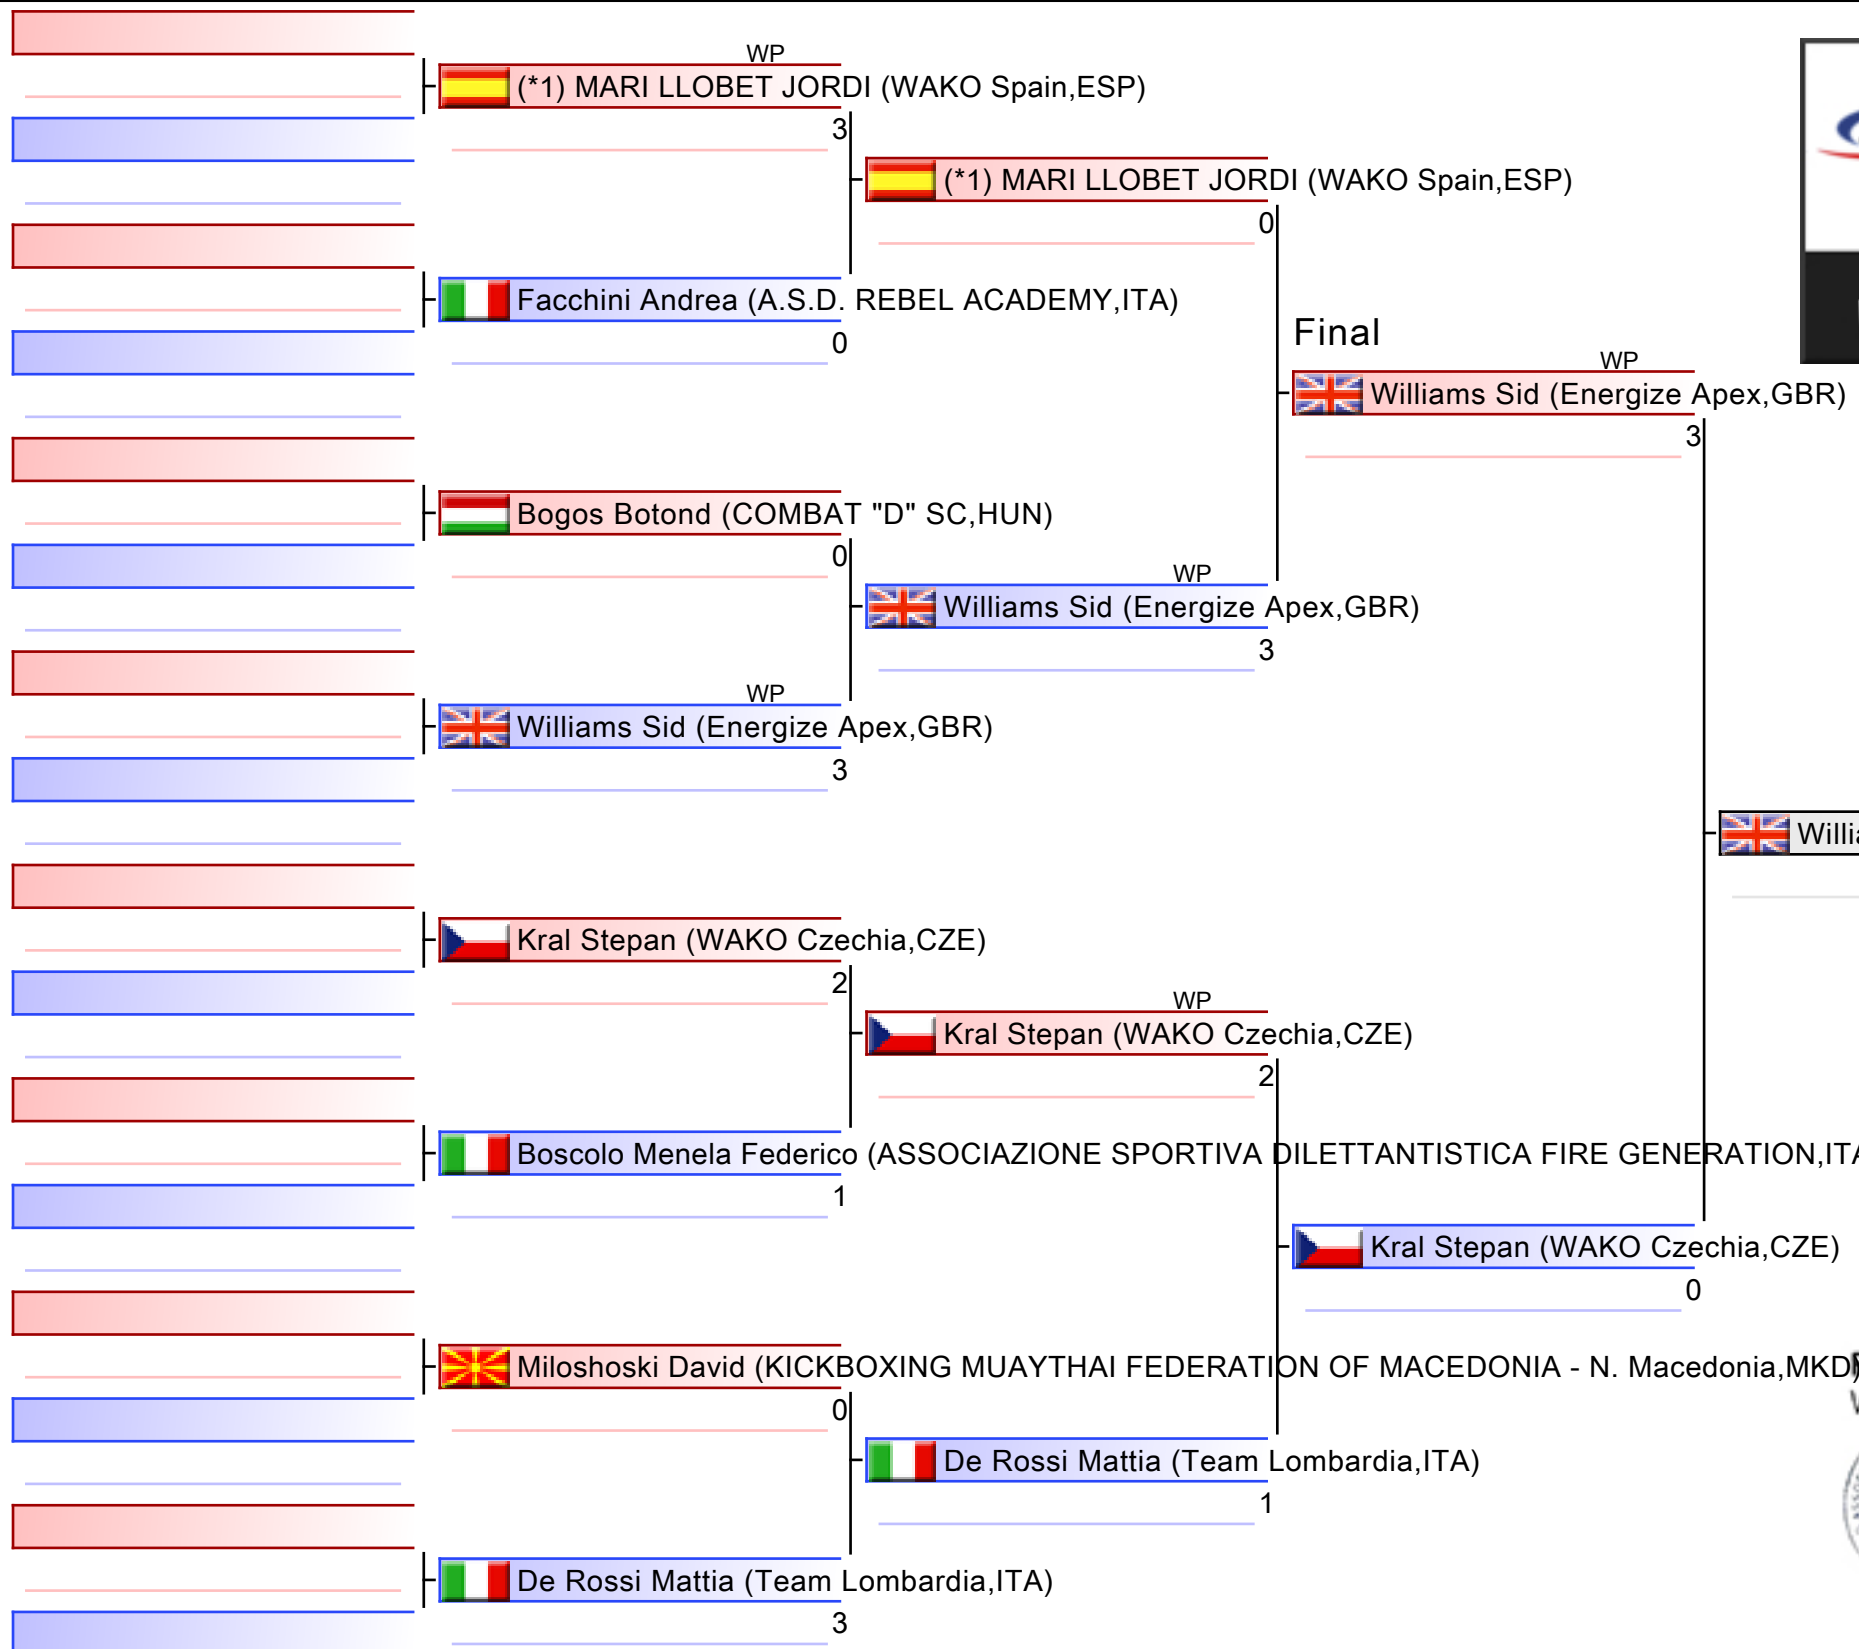 WP
(*1) MARI LLOBET JORDI (WAKO Spain,ESP)
3
(*1) MARI LLOBET JORDI (WAKO Spain,ESP)
0
Facchini Andrea (A.S.D. REBEL ACADEMY,ITA)
0
Final
WP
Williams Sid (Energize Apex,GBR)
3
Bogos Botond (COMBAT "D" SC,HUN)
0
WP
Williams Sid (Energize Apex,GBR)
3
WP
Williams Sid (Energize Apex,GBR)
3
Willia
Kral Stepan (WAKO Czechia,CZE)
2
WP
Kral Stepan (WAKO Czechia,CZE)
2
Boscolo Menela Federico (ASSOCIAZIONE SPORTIVA DILETTANTISTICA FIRE GENERATION,ITA
1
Kral Stepan (WAKO Czechia,CZE)
0
Miloshoski David (KICKBOXING MUAYTHAI FEDERATION OF MACEDONIA - N. Macedonia,MKD)
0
De Rossi Mattia (Team Lombardia,ITA)
1
De Rossi Mattia (Team Lombardia,ITA)
3